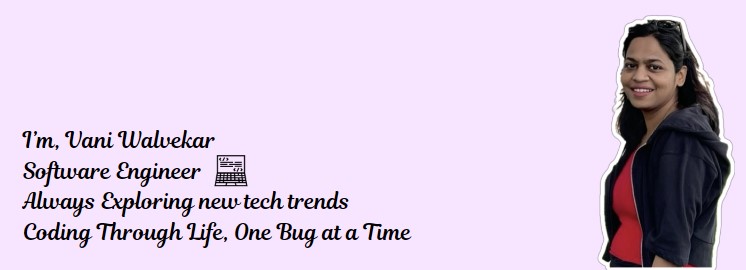 I'm, Vani Walvekar
Software Engineer
Always Exploring new tech trends
Coding Through Life, One Bug at a Time